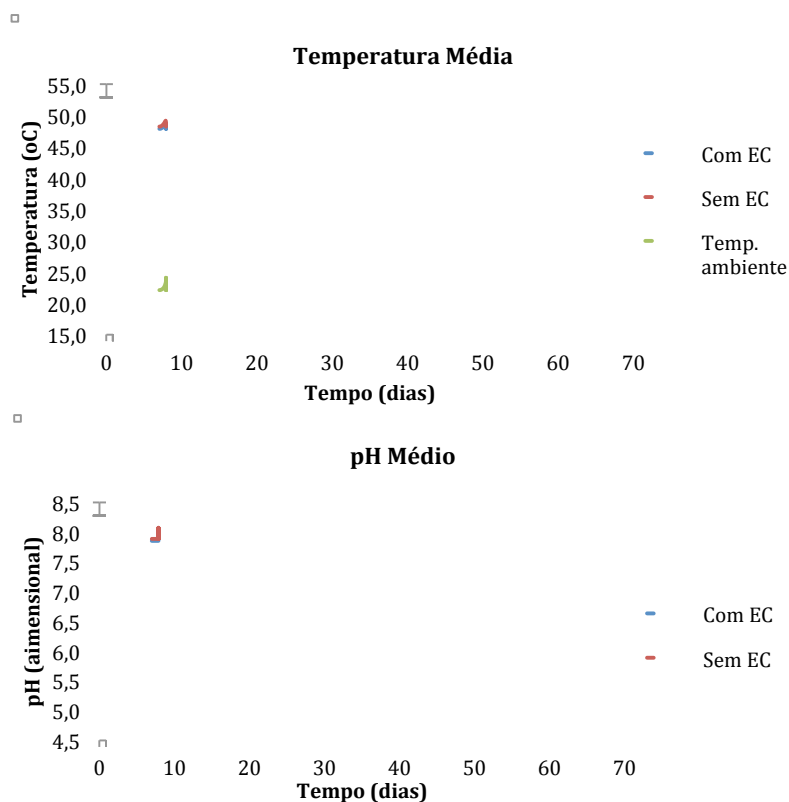 Temperatura Média
55,0
50,0
45,0
40,0
35,0
30,0
25,0
20,0
15,0
Temperatura (oC)
0 10 20 30 40 50 60 70
Tempo (dias)
Com EC
Sem EC
Temp.
ambiente
pH Médio
8,5
8,0
7,5
7,0
6,5
6,0
5,5
5,0
4,5
pH (aimensional)
0 10 20 30 40 50 60 70
Tempo (dias)
Com EC
Sem EC